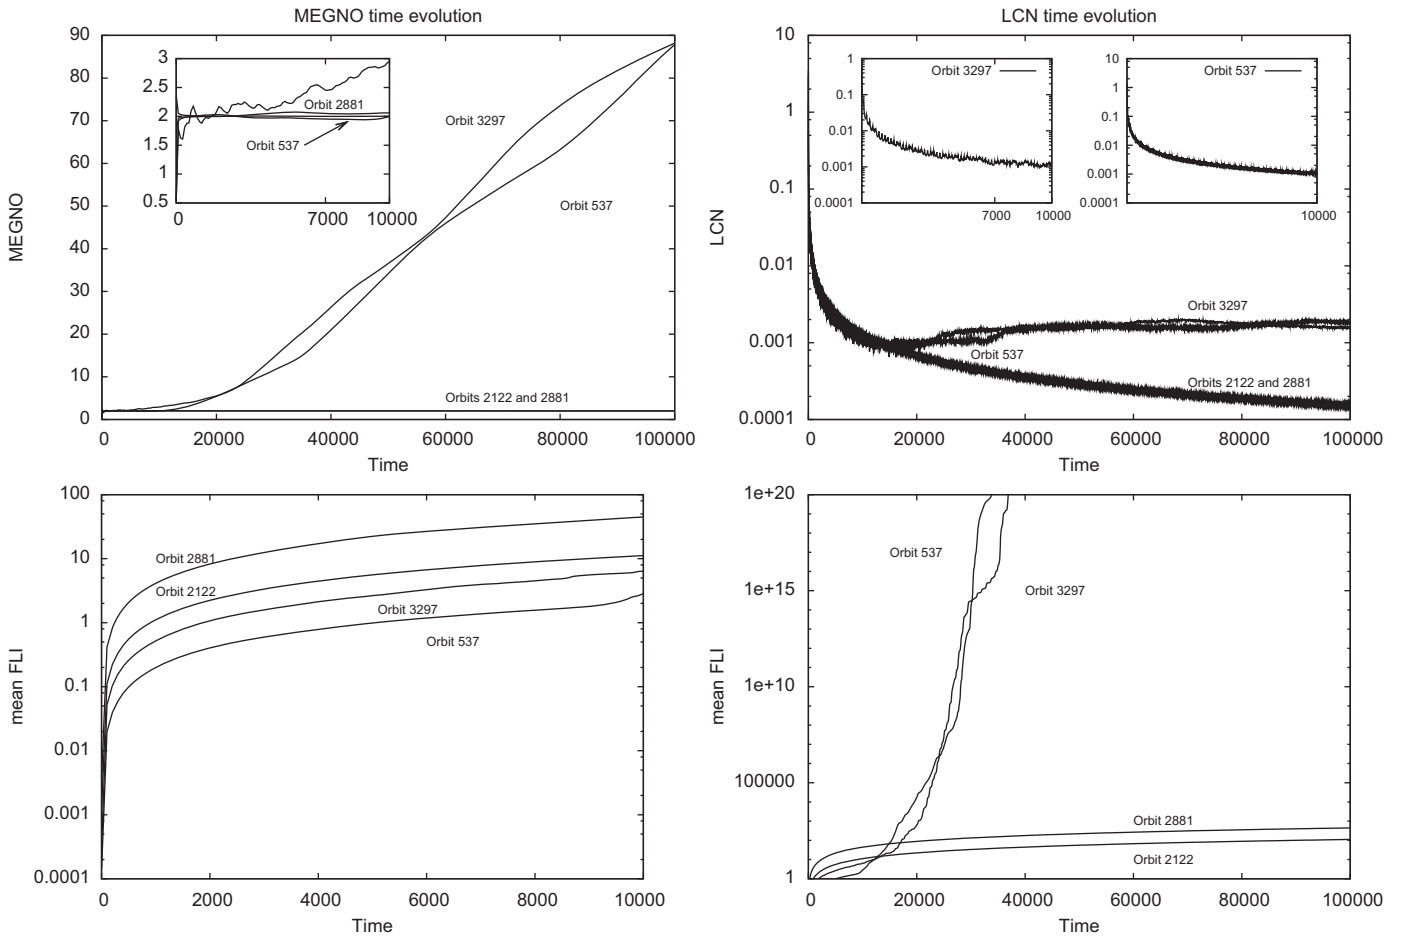 MEGNO time evolution
90
80
70
60
50
40
30
20
10
0
MEGNO
3
2.5
2
1.5
1
0.5
0
7000
10000
Orbit 2881
Orbit 537
Orbit 3297
Orbit 537
Orbits 2122 and 2881
0
20000
40000
60000
80000
100000
Time
LCN time evolution
10
1
0.1
0.01
0.001
0.0001
LCN
1
0.1
0.01
0.001
0.0001
Orbit 3297
7000
10000
10
1
0.1
0.01
0.001
0.0001
Orbit 537
10000
Orbit 3297
Orbit 537
Orbits 2122 and 2881
0
20000
40000
60000
80000
100000
Time
100
10
1
0.1
0.01
0.001
0.0001
mean FLI
Orbit 2881
Orbit 2122
Orbit 3297
Orbit 537
0
2000
4000
6000
8000
10000
Time
1e+20
1e+15
1e+10
100000
1
mean FLI
Orbit 537
Orbit 3297
Orbit 2881
Orbit 2122
0
20000
40000
60000
80000
100000
Time